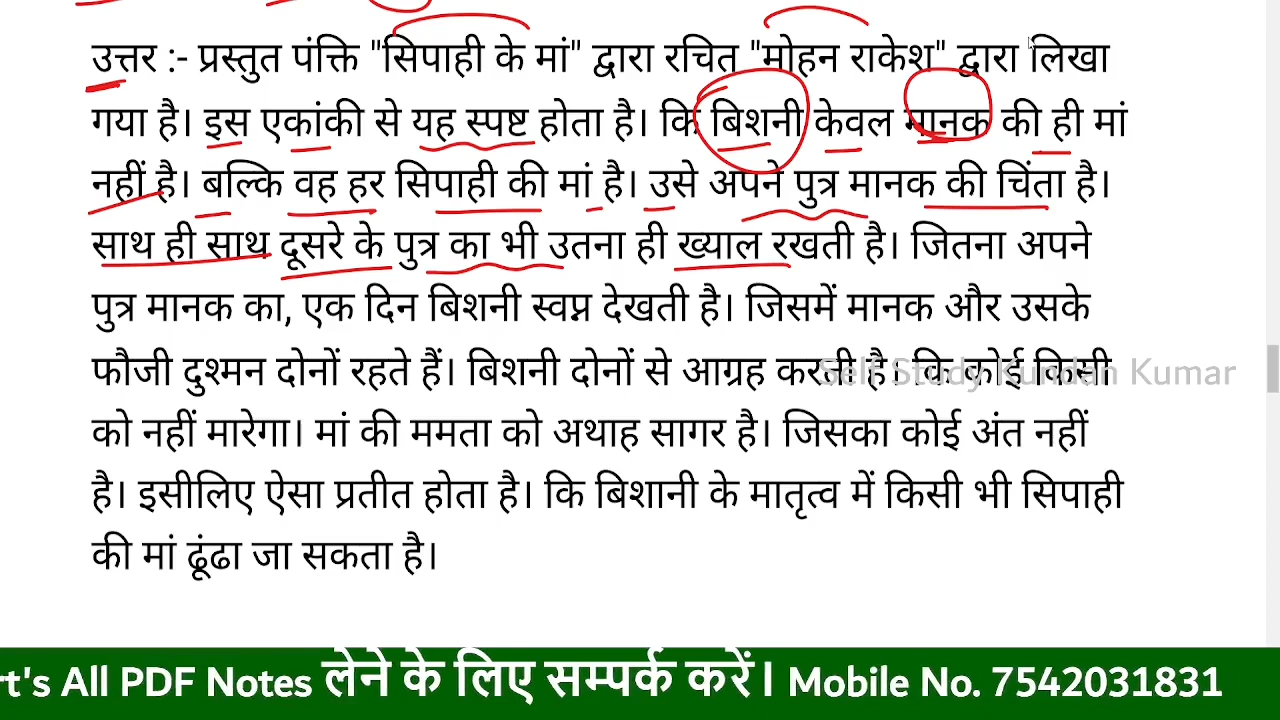 उत्तर :- प्रस्तुत पंक्ति "सिपाही के मां" द्वारा रचित "मोहन राकेश" द्वारा लिखा
गया है। इस एकांकी से यह स्पष्ट होता है। कि बिशनी केवल मानक की ही मां
नहीं है। बल्कि वह हर सिपाही की मां है। उसे अपने पुत्र मानक की चिंता है।
साथ ही साथ दूसरे के पुत्र का भी उतना ही ख्याल रखती है। जितना अपने
पुत्र मानक का, एक दिन बिशनी स्वप्न देखती है। जिसमें मानक और उसके
फौजी दुश्मन दोनों रहते हैं। बिशनी दोनों से आग्रह करती है। कि कोई किसी
Self Study Kundan Kumar
को नहीं मारेगा। मां की ममता को अथाह सागर है। जिसका कोई अंत नहीं
है। इसीलिए ऐसा प्रतीत होता है। कि बिशानी के मातृत्व में किसी भी सिपाही
की मां ढूंढा जा सकता है।
rt's All PDF Notes लेने के लिए सम्पर्क करें। Mobile No. 7542031831